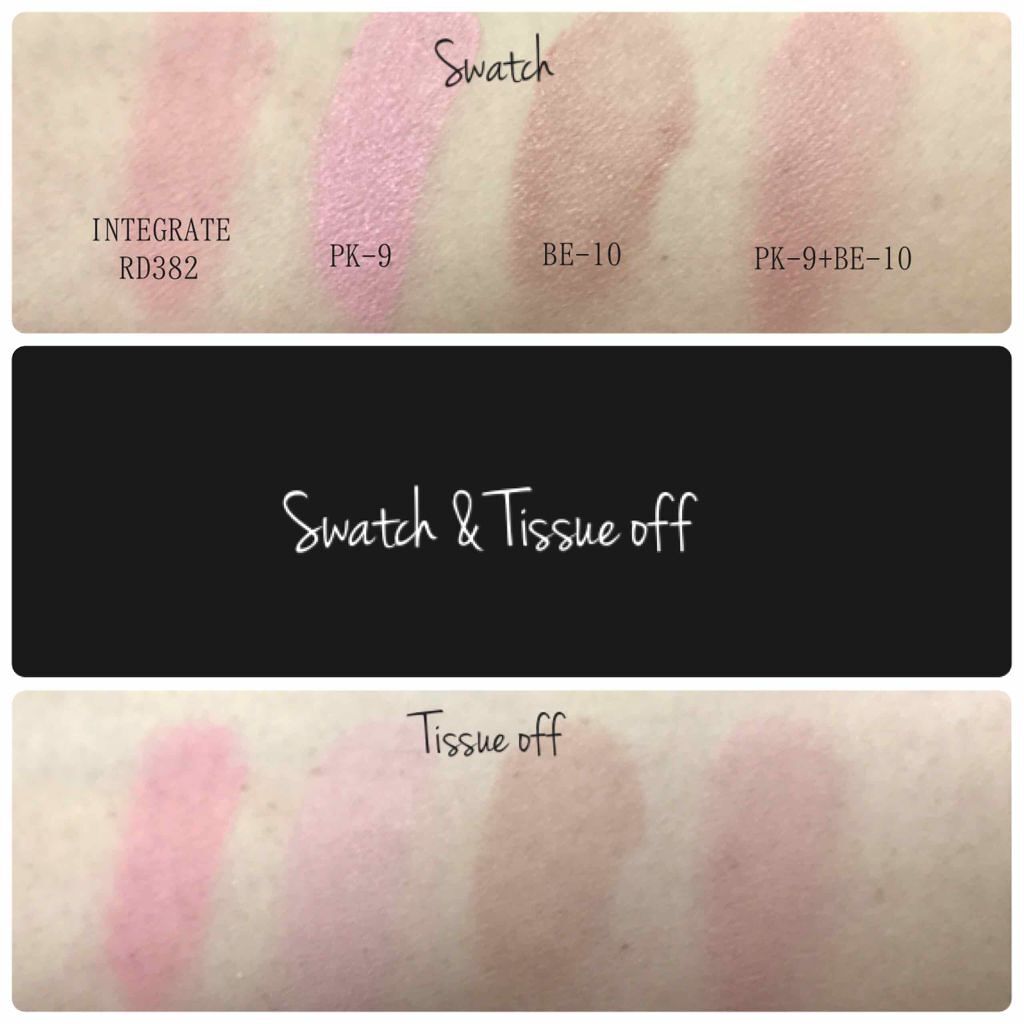 Swatch
INTEGRATE
RD382
PK-9
BE-10
PK-9+BE-10
Swatch & Tissue off
Tissue off